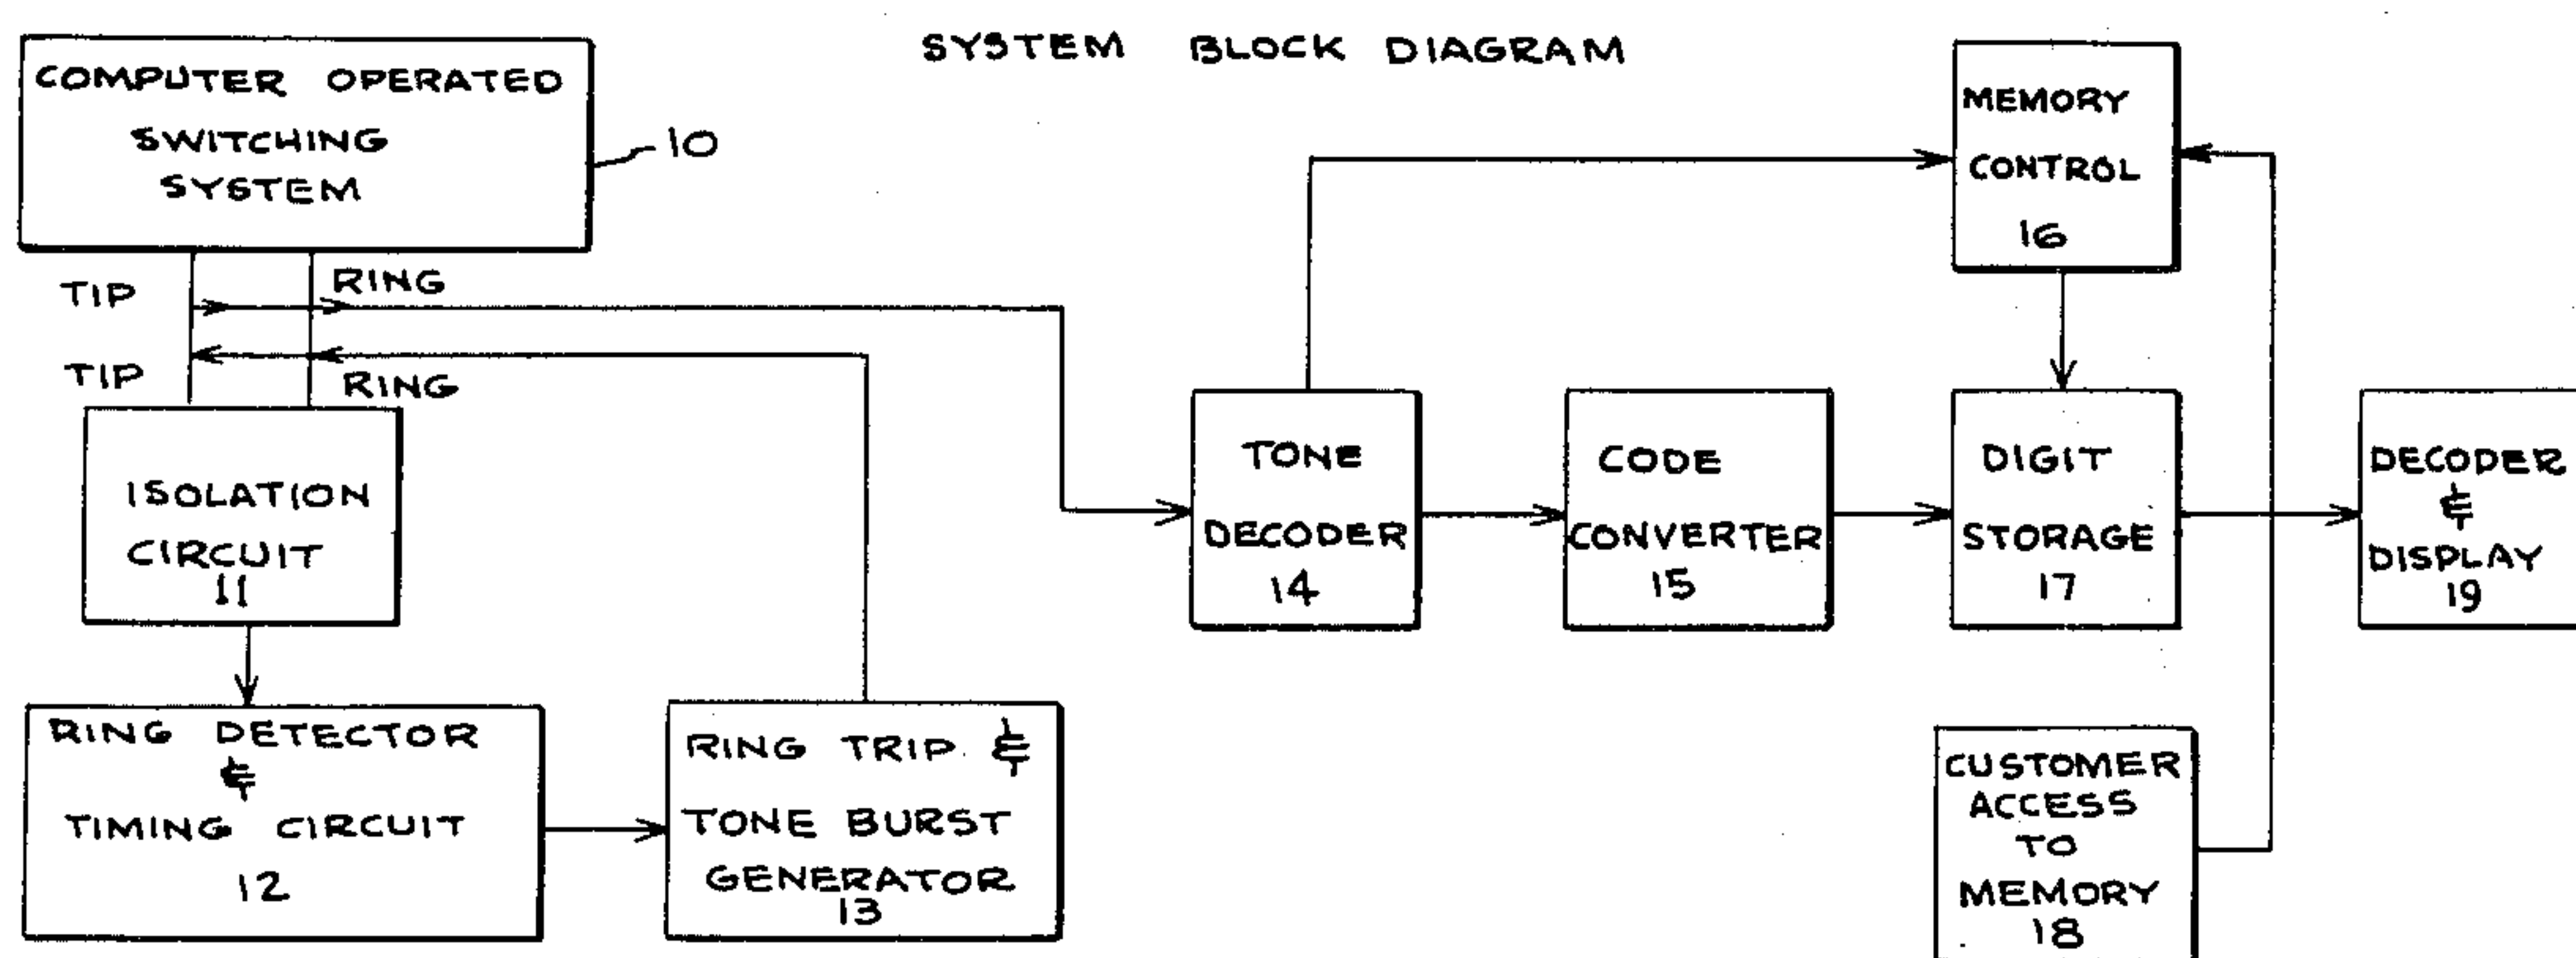 SYSTEM BLOCK DIAGRAM
COMPUTER OPERATED
SWITCHING
SYSTEM
10
TIP
RING
TIP
RING
ISOLATION
CIRCUIT
11
RING DETECTOR
&
TIMING CIRCUIT
12
RING TRIP &
TONE BURST
GENERATOR
13
TONE
DECODER
14
CODE
CONVERTER
15
MEMORY
CONTROL
16
DIGIT
STORAGE
17
CUSTOMER
ACCESS
TO
MEMORY
18
DECODER
&
DISPLAY
19